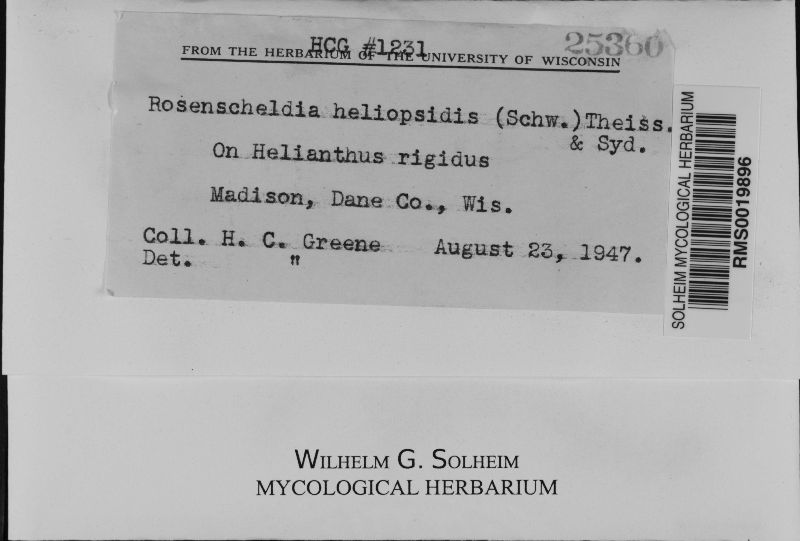 HCG #1231
25360
FROM THE HERBARIUM OF THE UNIVERSITY OF WISCONSIN
Rosenscheldia heliopsidis (Schw.)Theiss.
& Syd.
On Helianthus rigidus
Madison, Dane Co., Wis.
Coll. H. C. Greene August 23, 1947.
Det. "
SOLHEIM MYCOLOGICAL HERBARIUM
RMS0019896
WILHELM G. SOLHEIM
MYCOLOGICAL HERBARIUM